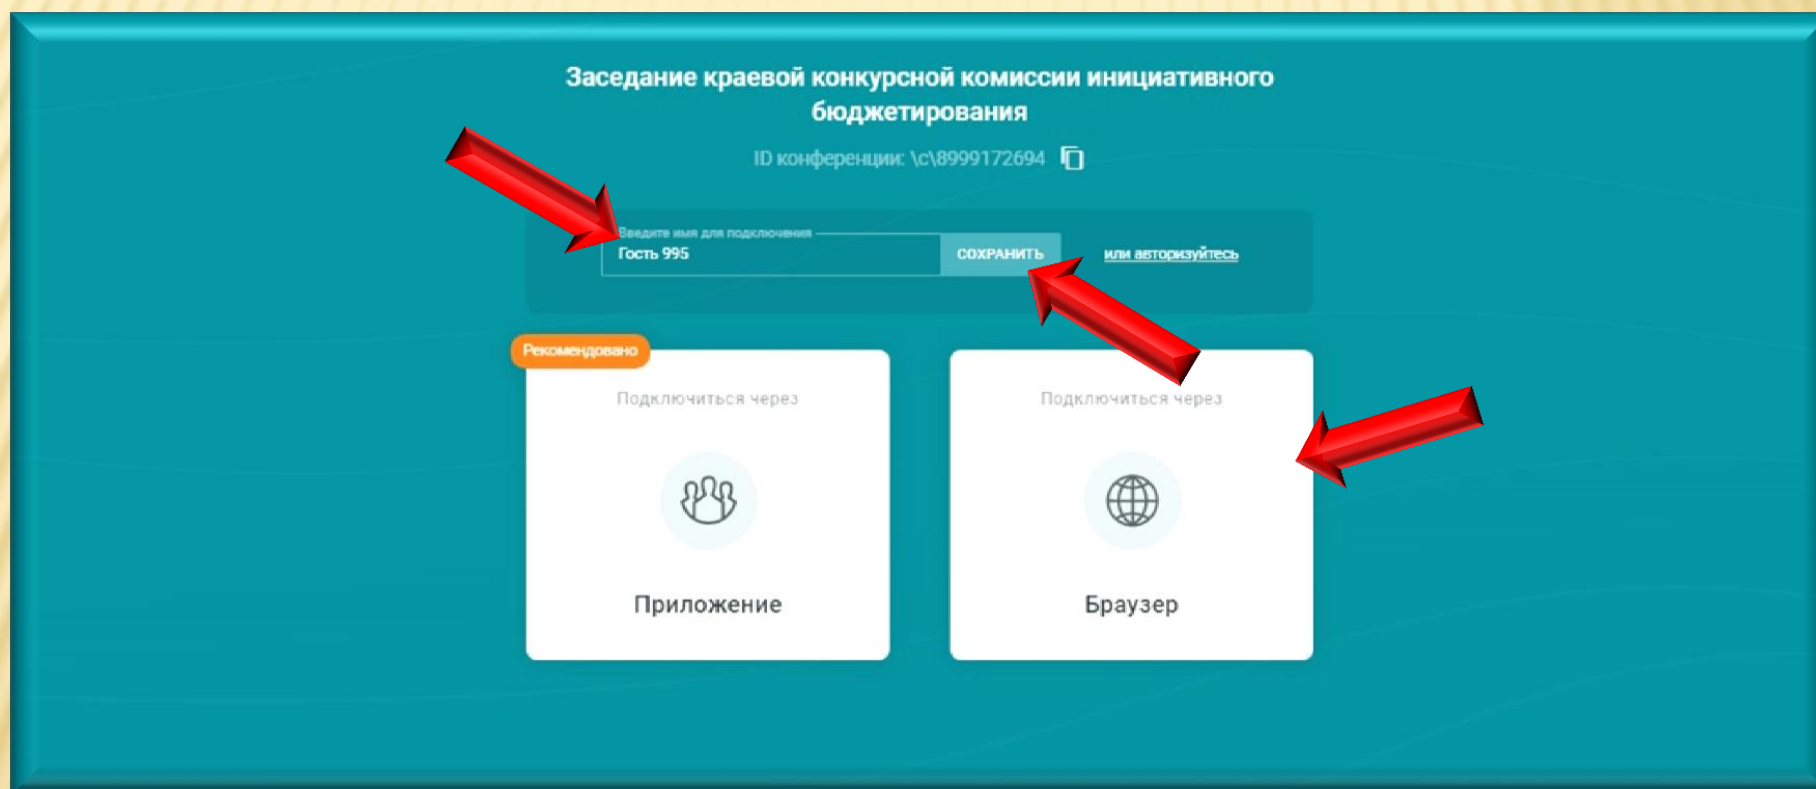 Заседание краевой конкурсной комиссии инициативного
бюджетирования
ID конференции: \c\8999172694
Введите имя для подключения
Гость 995
СОХРАНИТЬ
или авторизуйтесь
Рекомендовано
Подключиться через
Приложение
Подключиться через
Браузер